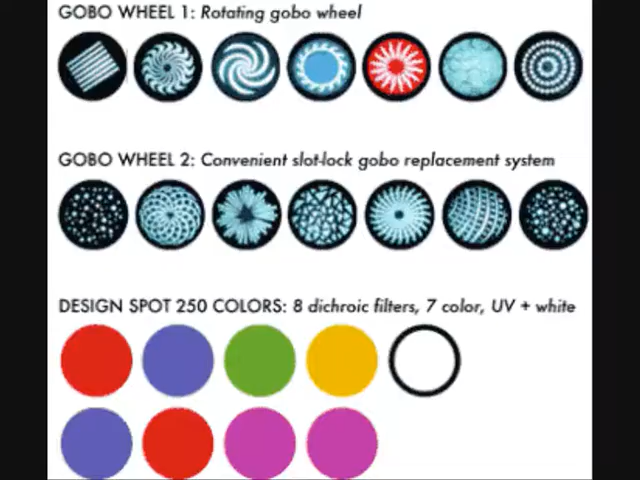 GOBO WHEEL 1: Rotating gobo wheel
GOBO WHEEL 2: Convenient slot-lock gobo replacement system
DESIGN SPOT 250 COLORS: 8 dichroic filters, 7 color, UV + white